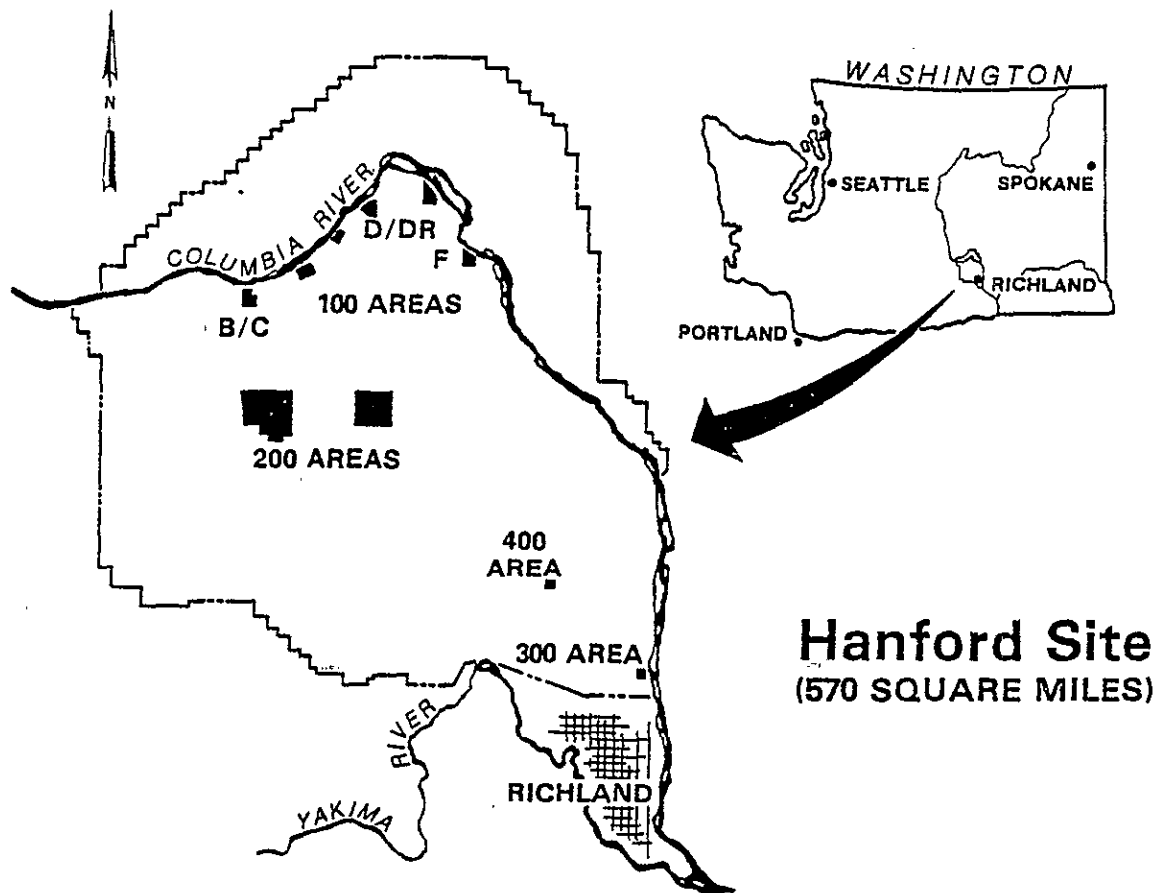 N
WASHINGTON
SEATTLE
SPOKANE
RICHLAND
PORTLAND
COLUMBIA RIVER
D/DR
F
100 AREAS
B/C
200 AREAS
400
AREA
300 AREA
Hanford Site
(570 SQUARE MILES)
RICHLAND
YAKIMA RIVER